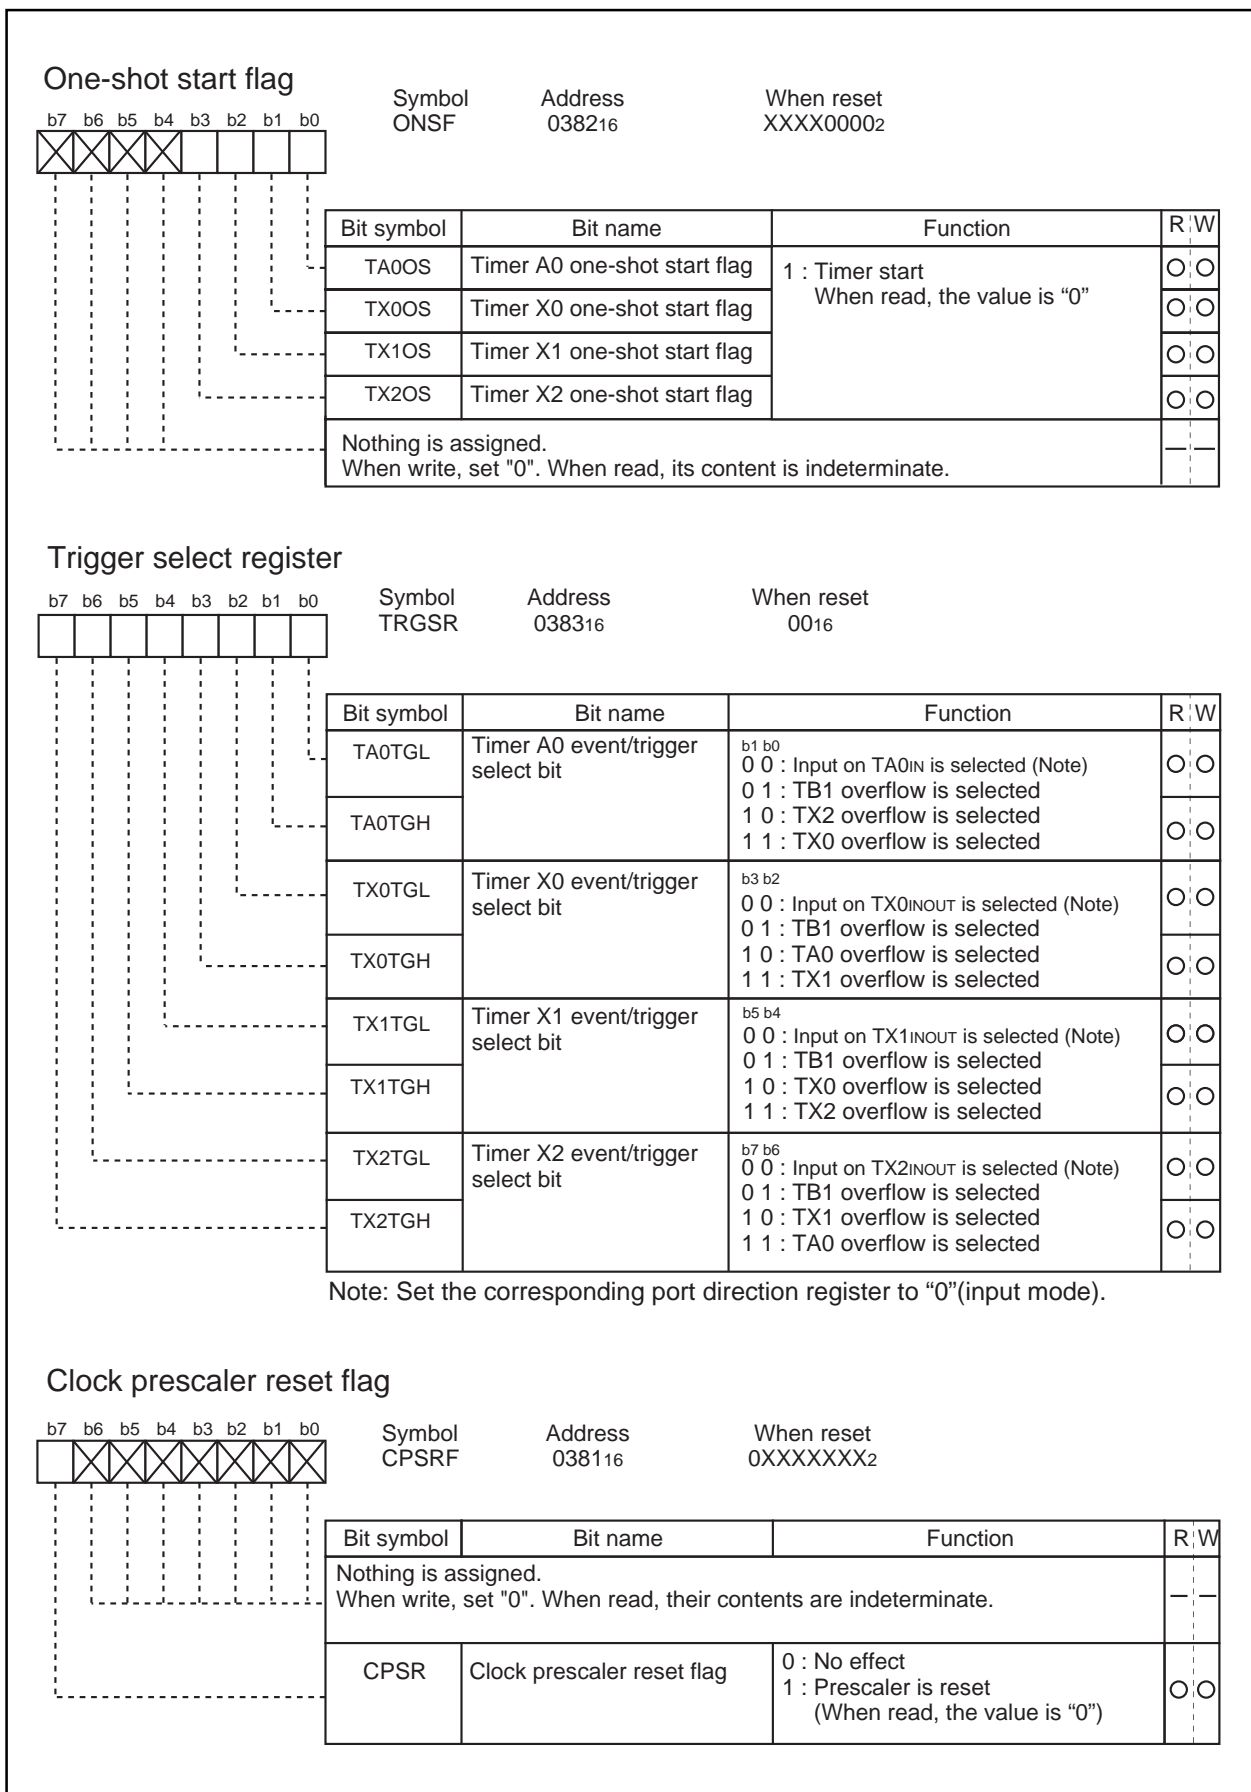 One-shot start flag
Symbol Address When reset
ONSF 038216 XXXX00002
b7 b6 b5 b4 b3 b2 b1 b0
Bit symbol Bit name Function R W
TA0OS Timer A0 one-shot start flag 1 : Timer start
When read, the value is “0”
TX0OS Timer X0 one-shot start flag
TX1OS Timer X1 one-shot start flag
TX2OS Timer X2 one-shot start flag
Nothing is assigned.
When write, set "0". When read, its content is indeterminate.
Trigger select register
b7 b6 b5 b4 b3 b2 b1 b0
Symbol Address When reset
TRGSR 038316 0016
Bit symbol Bit name Function R W
TA0TGL Timer A0 event/trigger
select bit
b1 b0
0 0 : Input on TA0IN is selected (Note)
0 1 : TB1 overflow is selected
TA0TGH 1 0 : TX2 overflow is selected
1 1 : TX0 overflow is selected
TX0TGL Timer X0 event/trigger
select bit
b3 b2
0 0 : Input on TX0INOUT is selected (Note)
0 1 : TB1 overflow is selected
TX0TGH 1 0 : TA0 overflow is selected
1 1 : TX1 overflow is selected
TX1TGL Timer X1 event/trigger
select bit
b5 b4
0 0 : Input on TX1INOUT is selected (Note)
0 1 : TB1 overflow is selected
TX1TGH 1 0 : TX0 overflow is selected
1 1 : TX2 overflow is selected
TX2TGL Timer X2 event/trigger
select bit
b7 b6
0 0 : Input on TX2INOUT is selected (Note)
0 1 : TB1 overflow is selected
TX2TGH 1 0 : TX1 overflow is selected
1 1 : TA0 overflow is selected
Note: Set the corresponding port direction register to “0”(input mode).
Clock prescaler reset flag
b7 b6 b5 b4 b3 b2 b1 b0
Symbol Address When reset
CPSRF 038116 0XXXXXXX2
Bit symbol Bit name Function R W
Nothing is assigned.
When write, set "0". When read, their contents are indeterminate.
CPSR Clock prescaler reset flag 0 : No effect
1 : Prescaler is reset
(When read, the value is “0”)